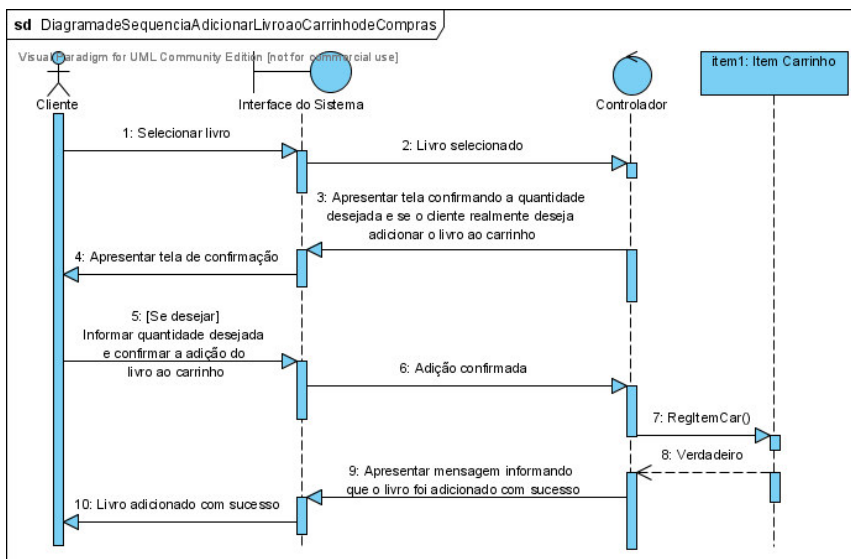 sd DiagramadeSequenciaAdicionarLivroaoCarrinhodeCompras
Visual Paradigm for UML Community Edition [not for commercial use]
item1: Item Carrinho
Cliente
Interface do Sistema
Controlador
1: Selecionar livro
2: Livro selecionado
3: Apresentar tela confirmando a quantidade
desejada e se o cliente realmente deseja
adicionar o livro ao carrinho
4: Apresentar tela de confirmação
5: [Se desejar]
Informar quantidade desejada
e confirmar a adição do
livro ao carrinho
6: Adição confirmada
7: RegItemCar()
8: Verdadeiro
9: Apresentar mensagem informando
que o livro foi adicionado com sucesso
10: Livro adicionado com sucesso